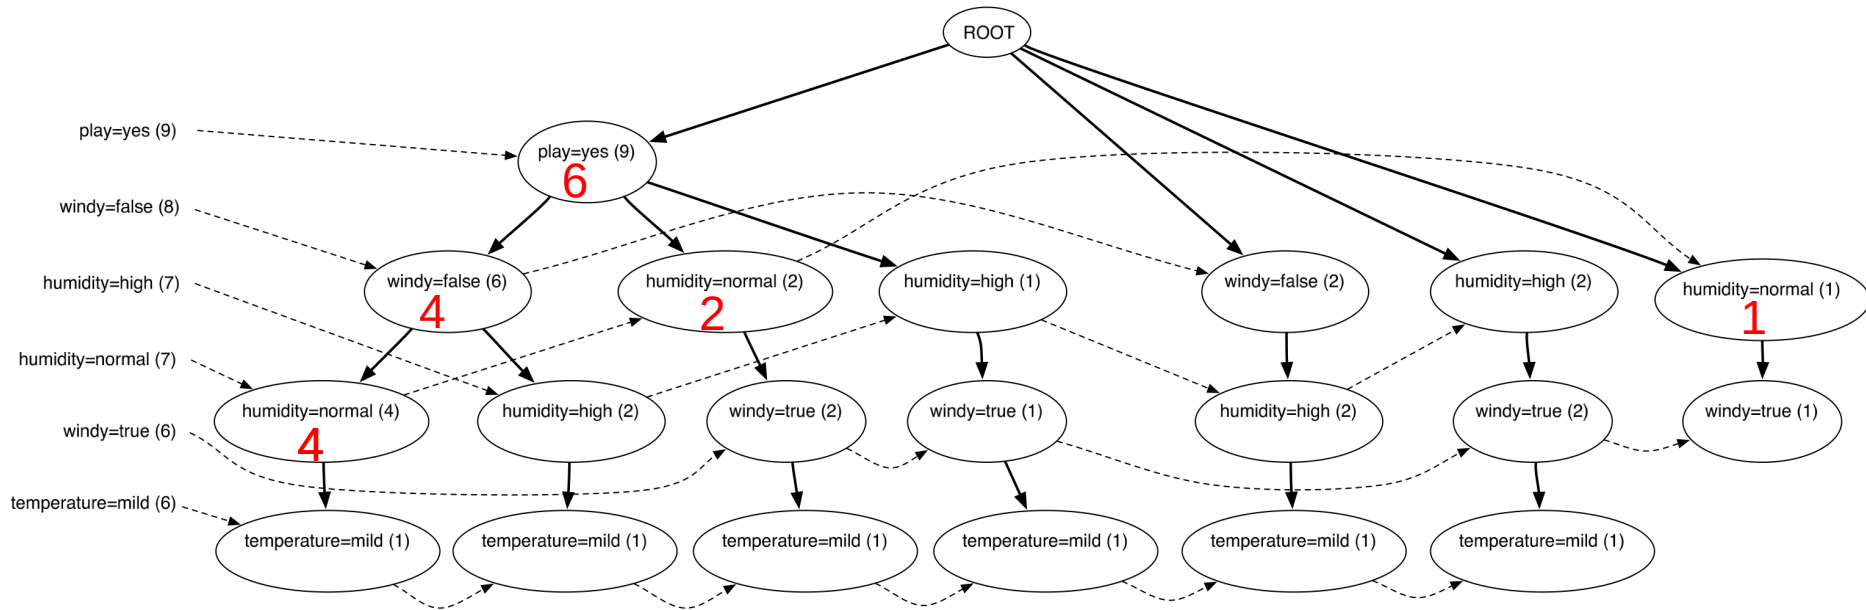 ROOT
play=yes (9)
play=yes (9)
6
windy=false (8)
humidity=high (7)
windy=false (6)
4
humidity=normal (2)
2
humidity=high (1)
windy=false (2)
humidity=high (2)
humidity=normal (1)
1
humidity=normal (7)
windy=true (6)
humidity=normal (4)
4
humidity=high (2)
windy=true (2)
windy=true (1)
humidity=high (2)
windy=true (2)
windy=true (1)
temperature=mild (6)
temperature=mild (1)
temperature=mild (1)
temperature=mild (1)
temperature=mild (1)
temperature=mild (1)
temperature=mild (1)